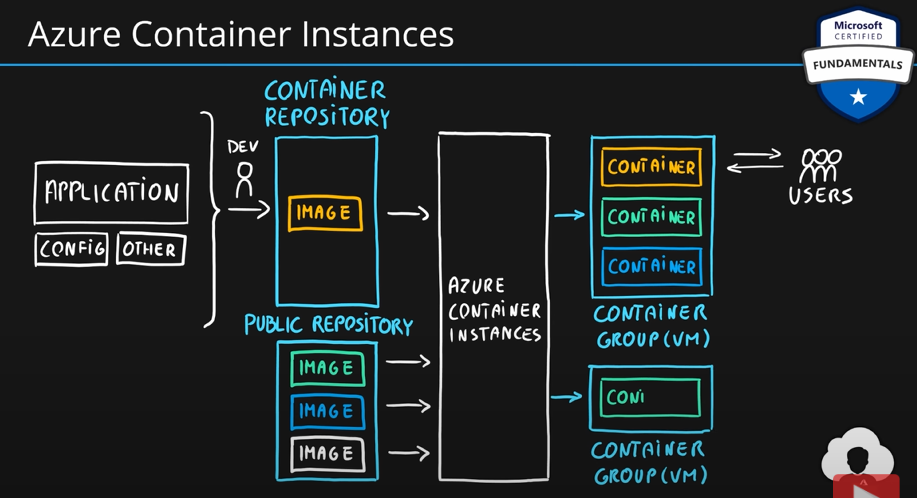 Azure Container Instances
Microsoft
CERTIFIED
FUNDAMENTALS
CONTAINER
REPOSITORY
DEV
APPLICATION
CONFIG
OTHER
IMAGE
PUBLIC REPOSITORY
IMAGE
IMAGE
IMAGE
AZURE
CONTAINER
INSTANCES
CONTAINER
CONTAINER
CONTAINER
CONTAINER
GROUP (VM)
USERS
CONI
CONTAINER
GROUP (VM)